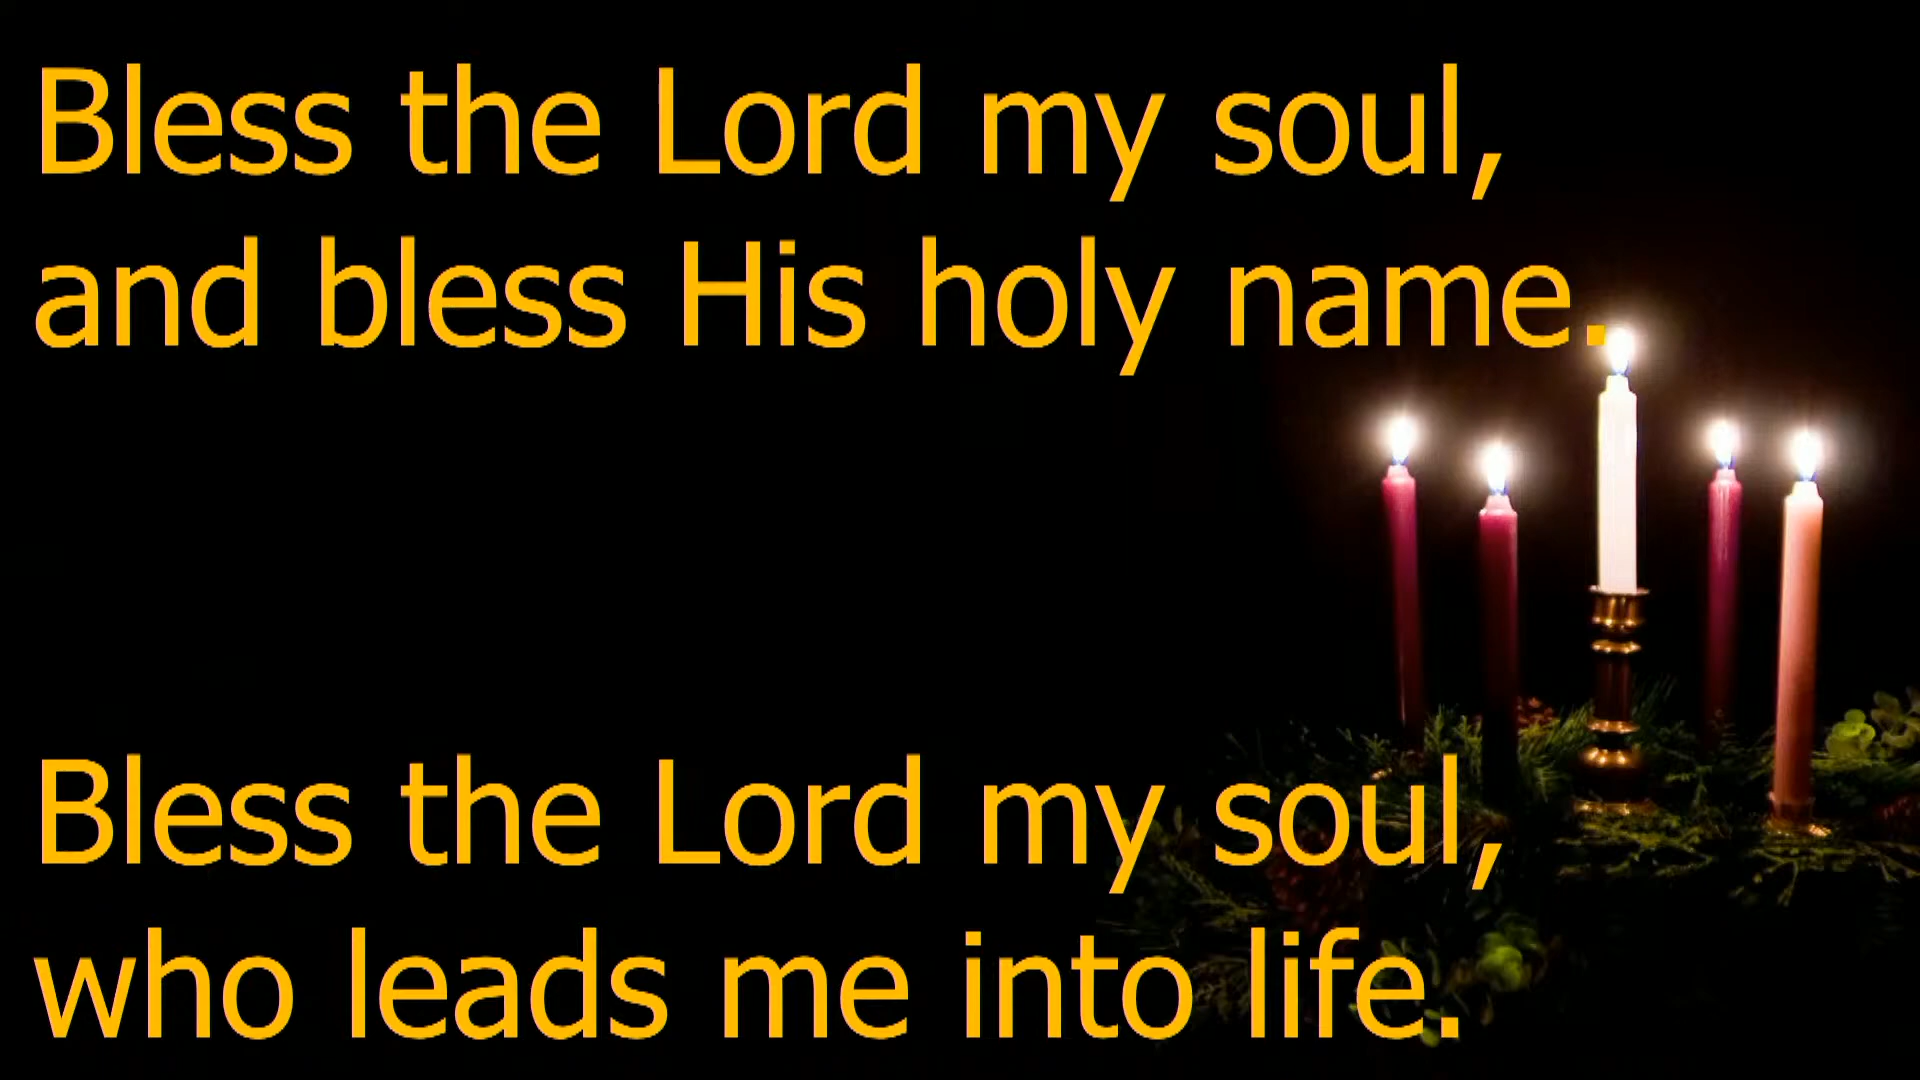 Bless the Lord my soul,
and bless His holy name.
Bless the Lord my soul,
who leads me into life.